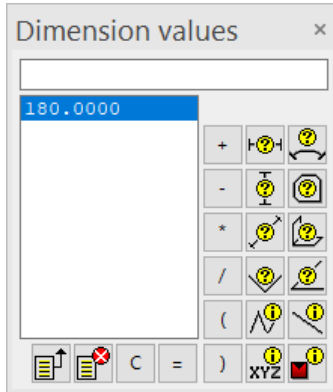 Dimension values ×
180.0000
+ ? ?
- ? ?
* ? ?
/ ? ?
( i i
C = ) XYZ i i